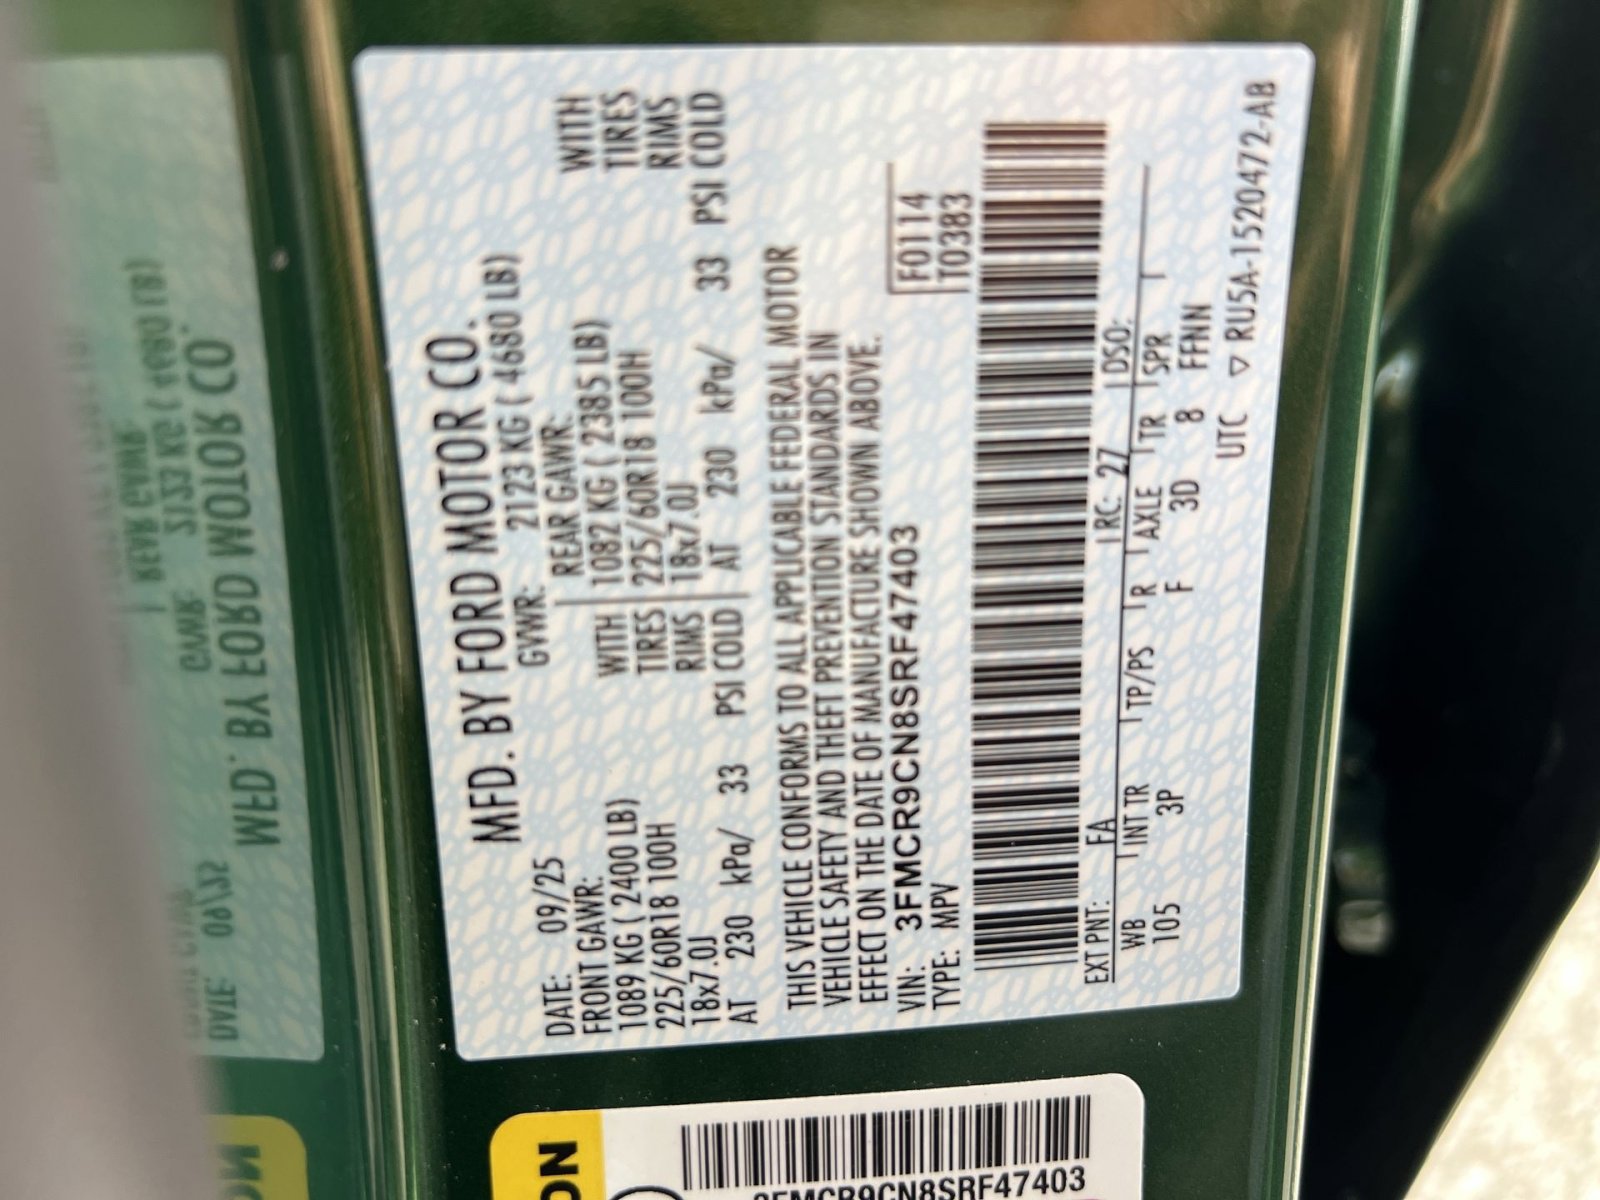 MFD. BY FORD MOTOR CO.
DATE: 09/25 GVWR: 2123 KG ( 4680 LB)
FRONT GAWR: REAR GAWR:
1089 KG ( 2400 LB) WITH 1082 KG ( 2385 LB) WITH
225/60R18 100H TIRES 225/60R18 100H TIRES
18x7.0J RIMS 18x7.0J RIMS
AT 230 kPa/ 33 PSI COLD AT 230 kPa/ 33 PSI COLD
THIS VEHICLE CONFORMS TO ALL APPLICABLE FEDERAL MOTOR
VEHICLE SAFETY AND THEFT PREVENTION STANDARDS IN
EFFECT ON THE DATE OF MANUFACTURE SHOWN ABOVE.
VIN: 3FMCR9CN8SRF47403 F0114
TYPE: MPV T0383
EXT PNT: FA RC: 27 DSO:
WB INT TR TP/PS R AXLE TR SPR
105 3P F 3D 8 FFNN
UTC ▽ RU5A-1520472-AB
3FMCR9CN8SRF47403